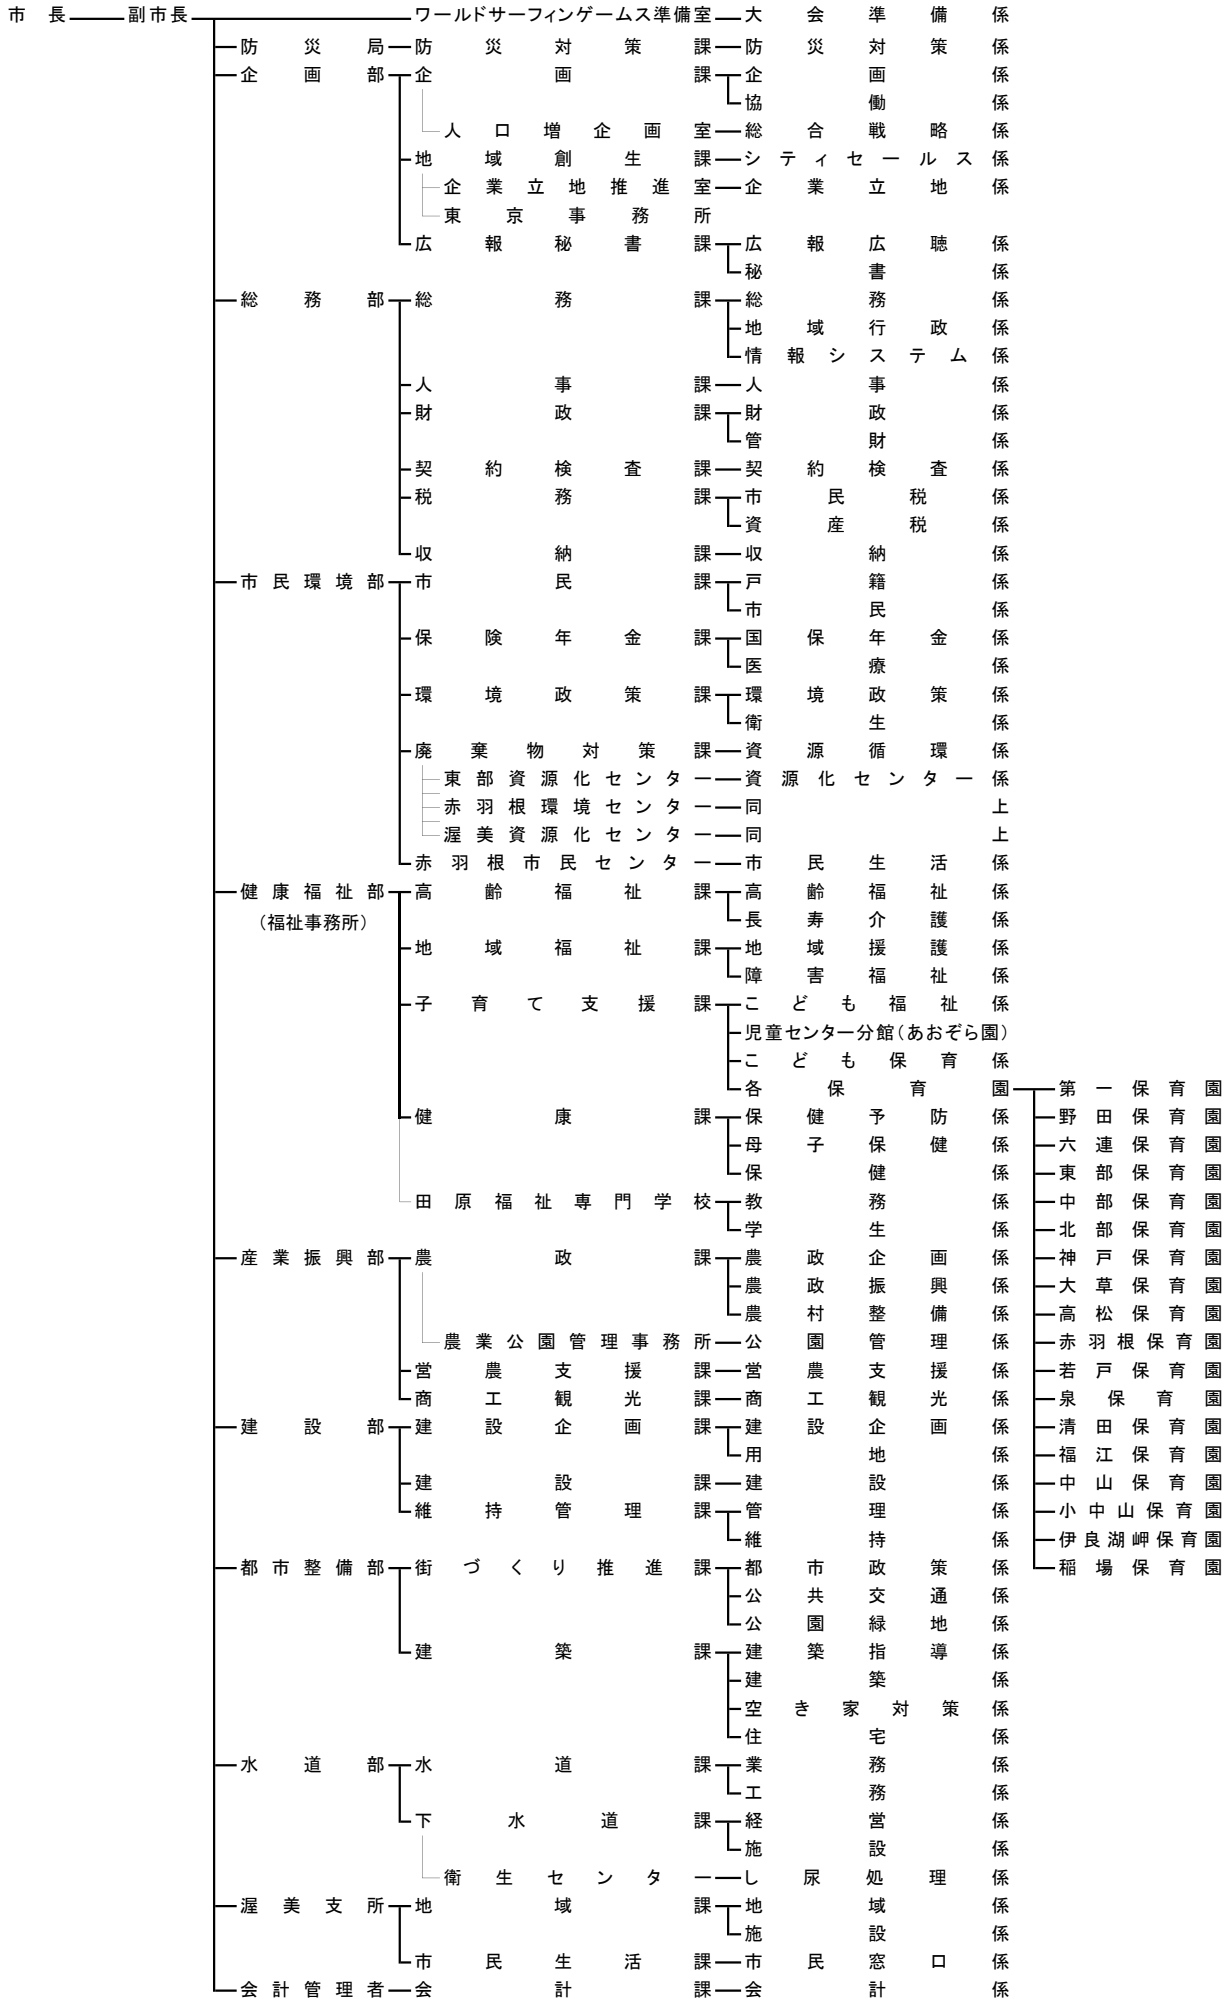 市長 副市長 ワールドサーフィンゲームス準備室 大会準備係
防災局 防災対策課 防災対策係
企画部 企画課 企画係
協働係
人口増企画室 総合戦略係
地域創生課 シティセールス係
企業立地推進室 企業立地係
東京事務所
広報秘書課 広報広聴係
秘書係
総務部 総務課 総務係
地域行政係
情報システム係
人事課 人事係
財政課 財政係
管財係
契約検査課 契約検査係
税務課 市民税係
資産税係
収納課 収納係
市民環境部 市民課 戸籍係
市民係
保険年金課 国保年金係
医療係
環境政策課 環境政策係
衛生係
廃棄物対策課 資源循環係
東部資源化センター 資源化センター係
赤羽根環境センター 同上
渥美資源化センター 同上
赤羽根市民センター 市民生活係
健康福祉部 高齢福祉課 高齢福祉係
(福祉事務所) 長寿介護係
地域福祉課 地域援護係
障害福祉係
子育て支援課 こども福祉係
児童センター分館(あおぞら園)
こども保育係
各保育園 第一保育園
健康課 保健予防係 野田保育園
母子保健係 六連保育園
保健係 東部保育園
田原福祉専門学校 教務係 中部保育園
学生係 北部保育園
産業振興部 農政課 農政企画係 神戸保育園
農政振興係 大草保育園
農村整備係 高松保育園
農業公園管理事務所 公園管理係 赤羽根保育園
営農支援課 営農支援係 若戸保育園
商工観光課 商工観光係 泉保育園
建設部 建設企画課 建設企画係 清田保育園
用地係 福江保育園
建設課 建設係 中山保育園
維持管理課 管理係 小中山保育園
維持係 伊良湖岬保育園
都市整備部 街づくり推進課 都市政策係 稲場保育園
公共交通係
公園緑地係
建築課 建築指導係
建築係
空き家対策係
住宅係
水道部 水道課 業務係
工務係
下水道課 経営係
施設係
衛生センター し尿処理係
渥美支所 地域課 地域係
施設係
市民生活課 市民窓口係
会計管理者 会計課 会計係